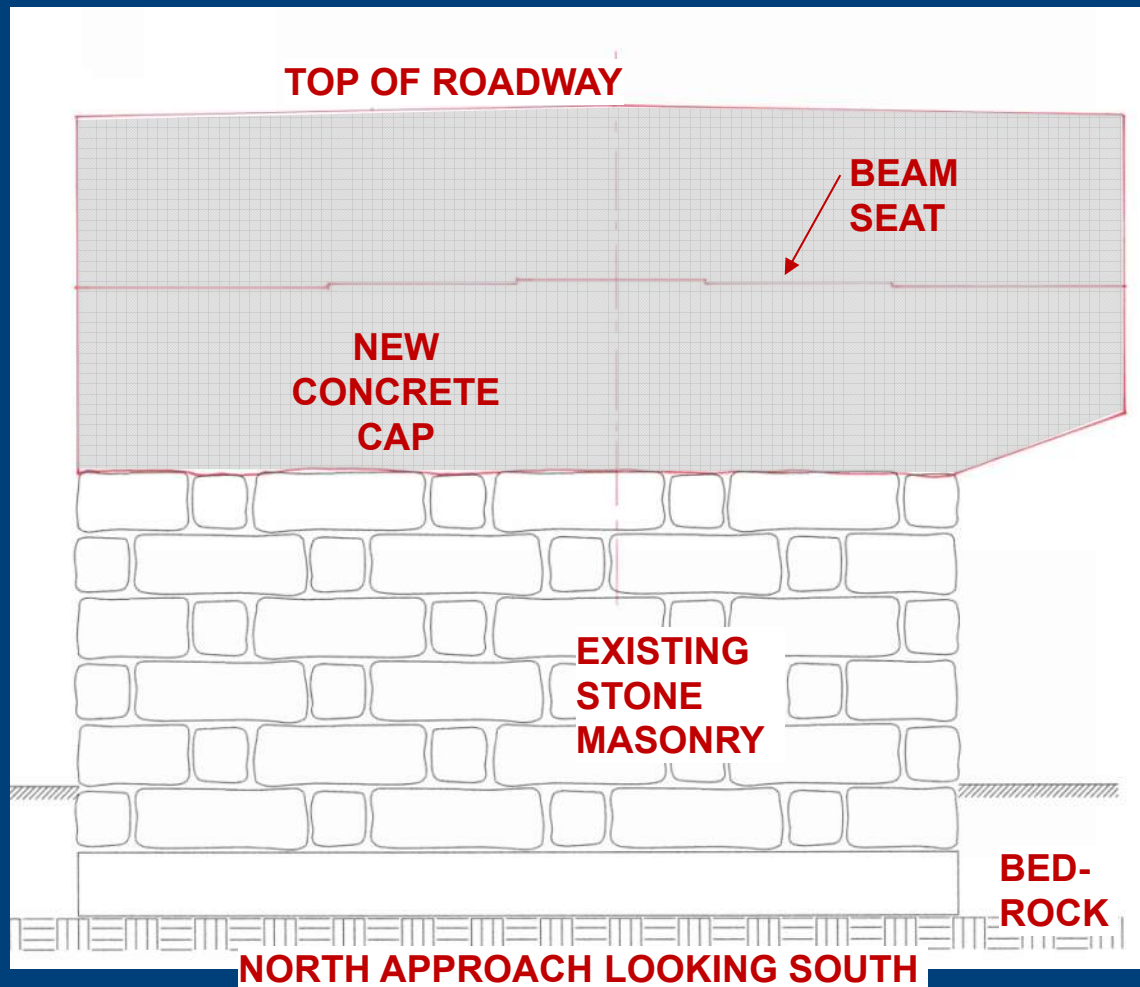 TOP OF ROADWAY
BEAM
SEAT
NEW
CONCRETE
CAP
EXISTING
STONE
MASONRY
BED-
ROCK
NORTH APPROACH LOOKING SOUTH